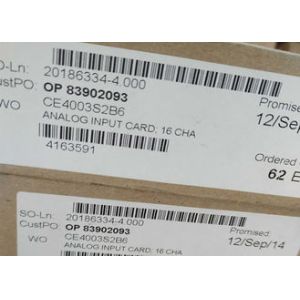 SO-Ln: 20186334-4.000
CustPO: OP 83902093
WO CE4003S2B6
ANALOG INPUT CARD; 16 CHA
4163591
Promised
12/Sep/
Ordered
62 E
SO-Ln: 20186334-4.000
CustPO: OP 83902093
WO CE4003S2B6
ANALOG INPUT CARD; 16 CHA
Promised:
12/Sep/14